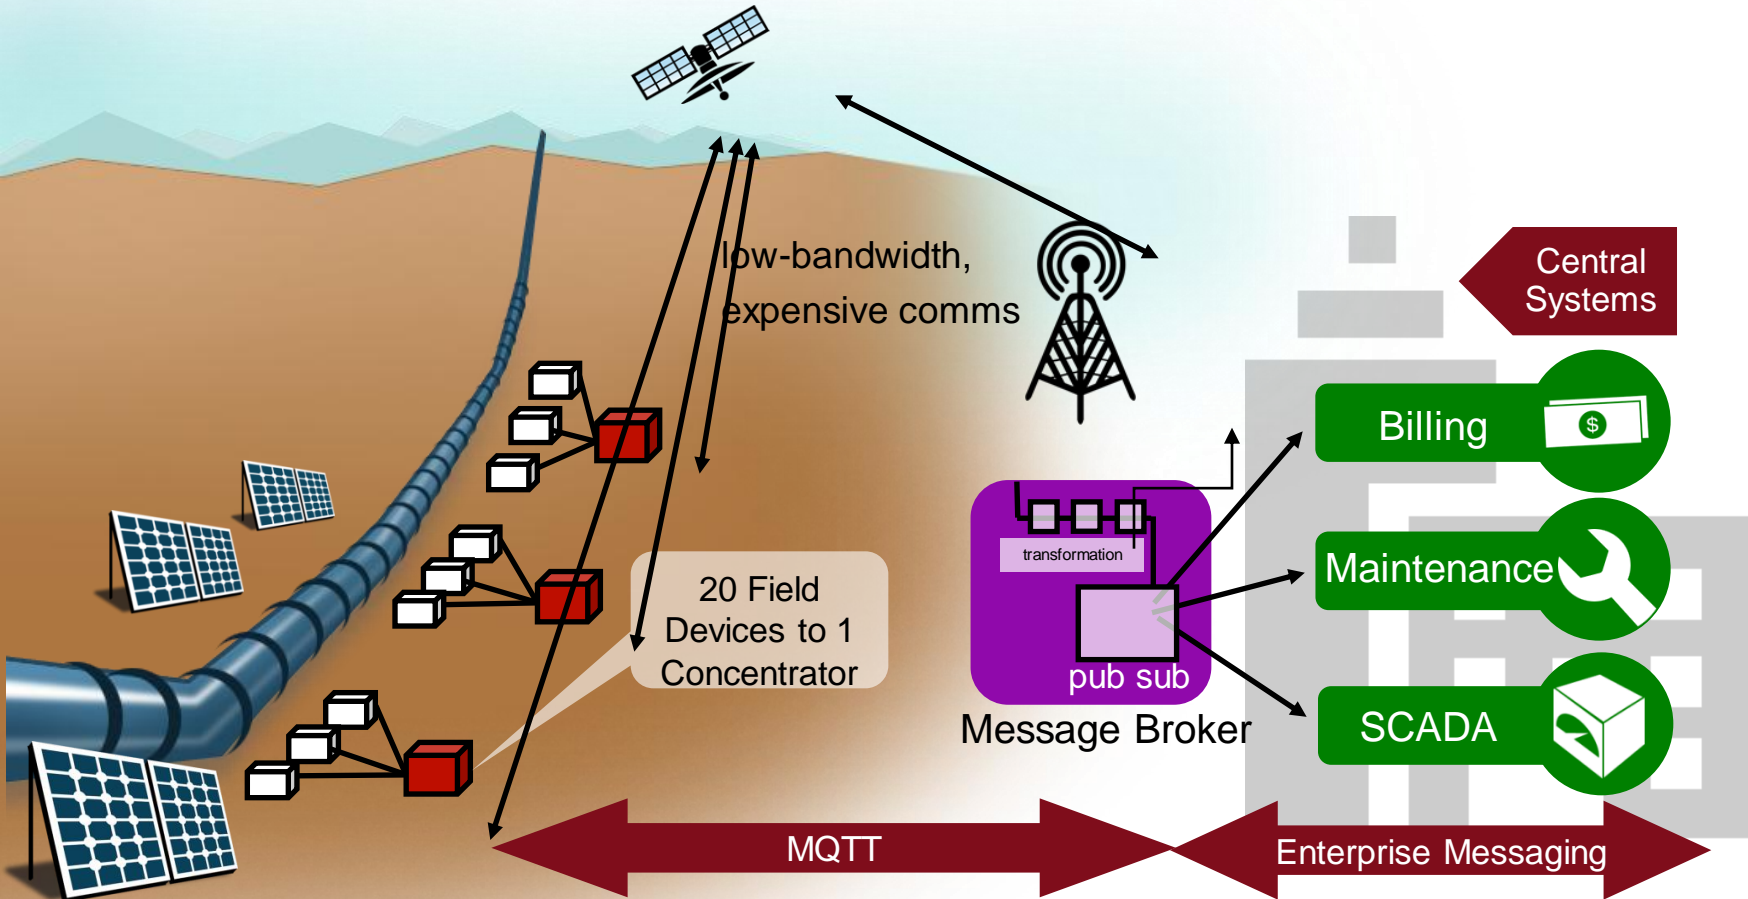 low-bandwidth,
expensive comms
Central
Systems
Billing
$
transformation
Maintenance
20 Field
Devices to 1
Concentrator
pub sub
Message Broker
SCADA
MQTT
Enterprise Messaging